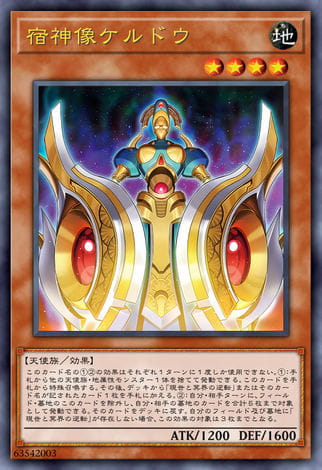 宿神像ケルドウ
地
【天使族／効果】
このカード名の①②の効果はそれぞれ１ターンに１度しか使用できない。①：手
札から他の天使族・地属性モンスター１体を捨てて発動できる。このカードを手
札から特殊召喚する。その後、デッキから「現世と冥界の逆転」またはそのカー
ド名が記されたカード１枚を手札に加える。②：自分・相手ターンに、フィール
ド・墓地のこのカードを除外し、自分・相手の墓地のカードを合計５枚まで対象
として発動できる。そのカードをデッキに戻す。自分のフィールド及び墓地に「現
世と冥界の逆転」が存在しない場合、この効果の対象は３枚までとなる。
ATK/1200 DEF/1600
63542003